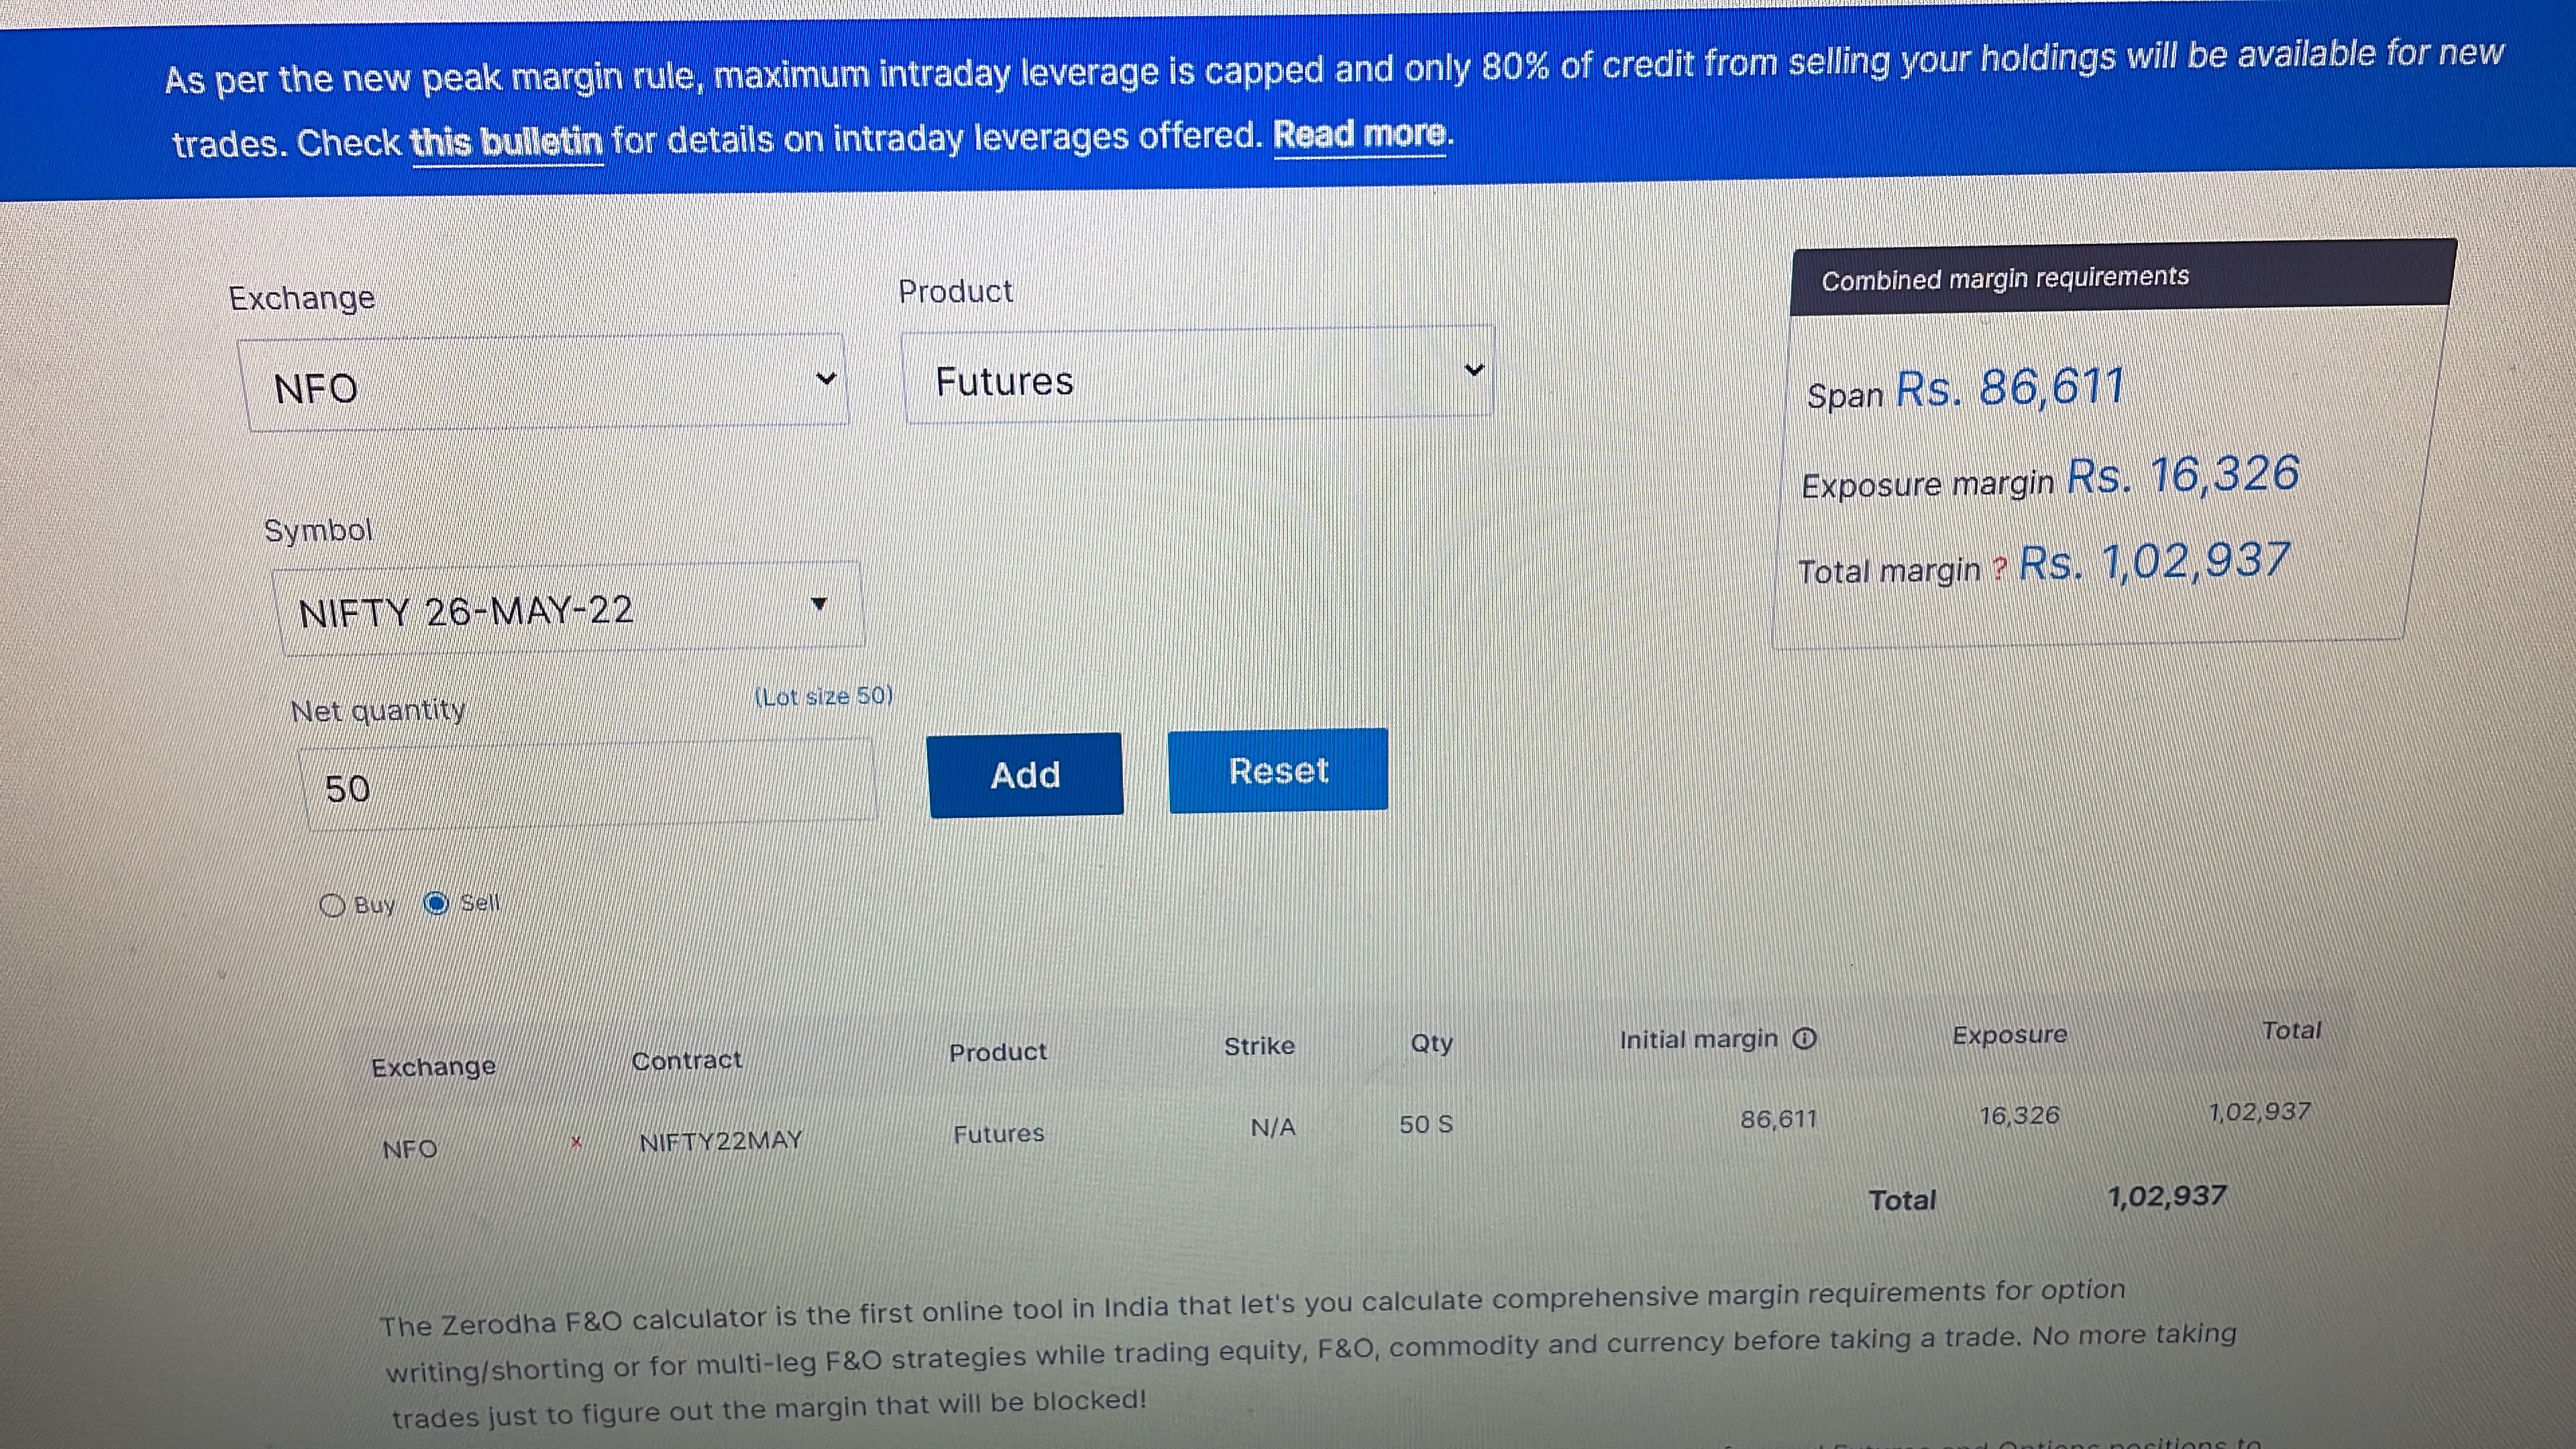 As per the new peak margin rule, maximum intraday leverage is capped and only 80% of credit from selling your holdings will be available for new
trades. Check this bulletin for details on intraday leverages offered. Read more.
Exchange Product
NFO Futures
Combined margin requirements
Span Rs. 86,611
Exposure margin Rs. 16,326
Total margin ? Rs. 1,02,937
Symbol
NIFTY 26-MAY-22
Net quantity (Lot size 50)
50 Add Reset
Buy Sell
Exchange Contract Product Strike Qty Initial margin Exposure Total
NFO x NIFTY22MAY Futures N/A 50 S 86,611 16,326 1,02,937
Total 1,02,937
The Zerodha F&O calculator is the first online tool in India that let's you calculate comprehensive margin requirements for option
writing/shorting or for multi-leg F&O strategies while trading equity, F&O, commodity and currency before taking a trade. No more taking
trades just to figure out the margin that will be blocked!